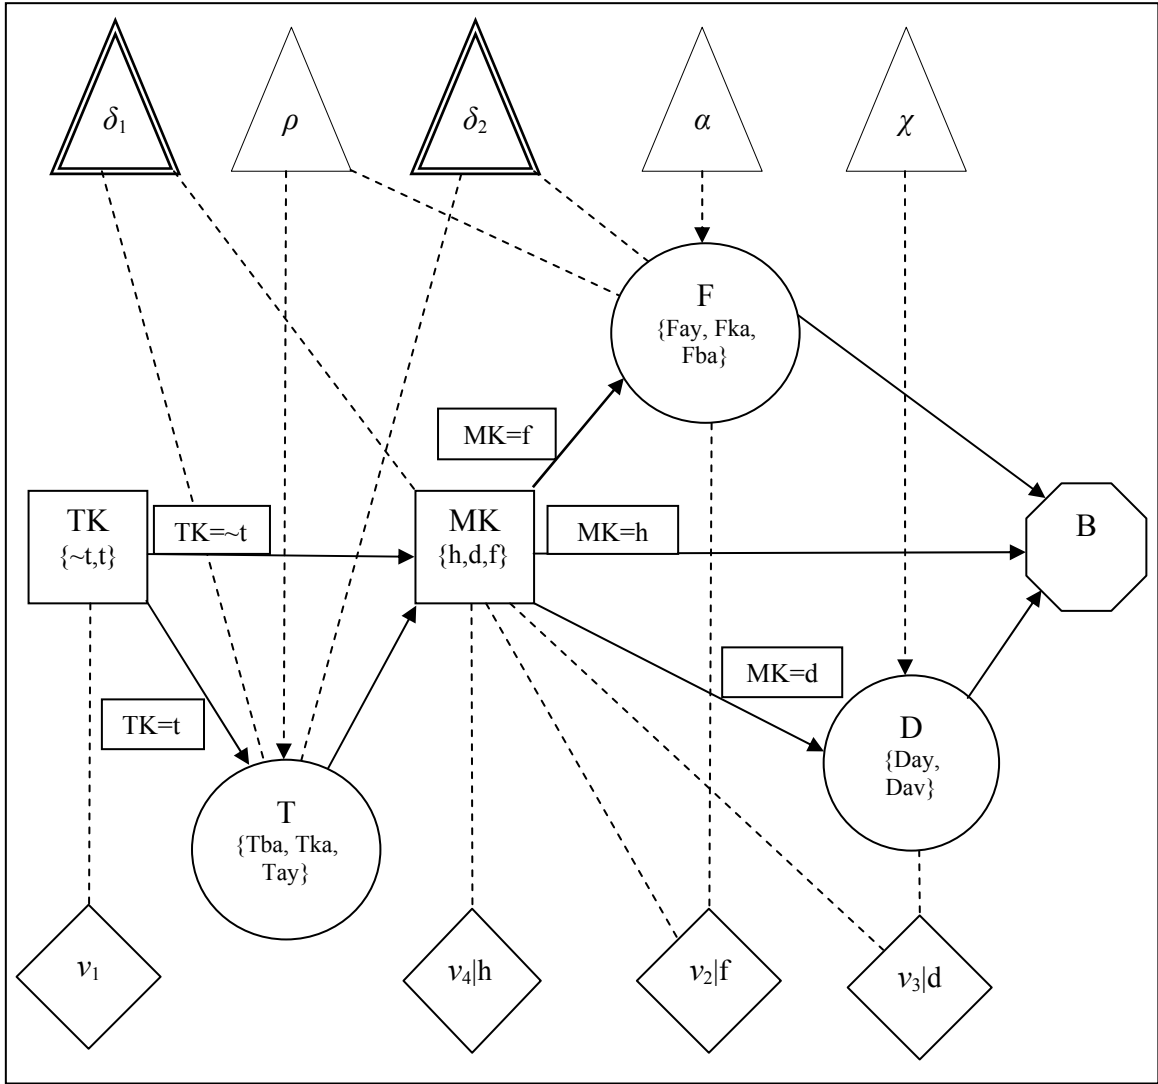 δ₁
ρ
δ₂
α
χ
F
{Fay, Fka,
Fba}
MK=f
TK
{~t,t}
TK=~t
MK
{h,d,f}
MK=h
B
MK=d
TK=t
D
{Day,
Dav}
T
{Tba, Tka,
Tay}
v₁
v₄|h
v₂|f
v₃|d